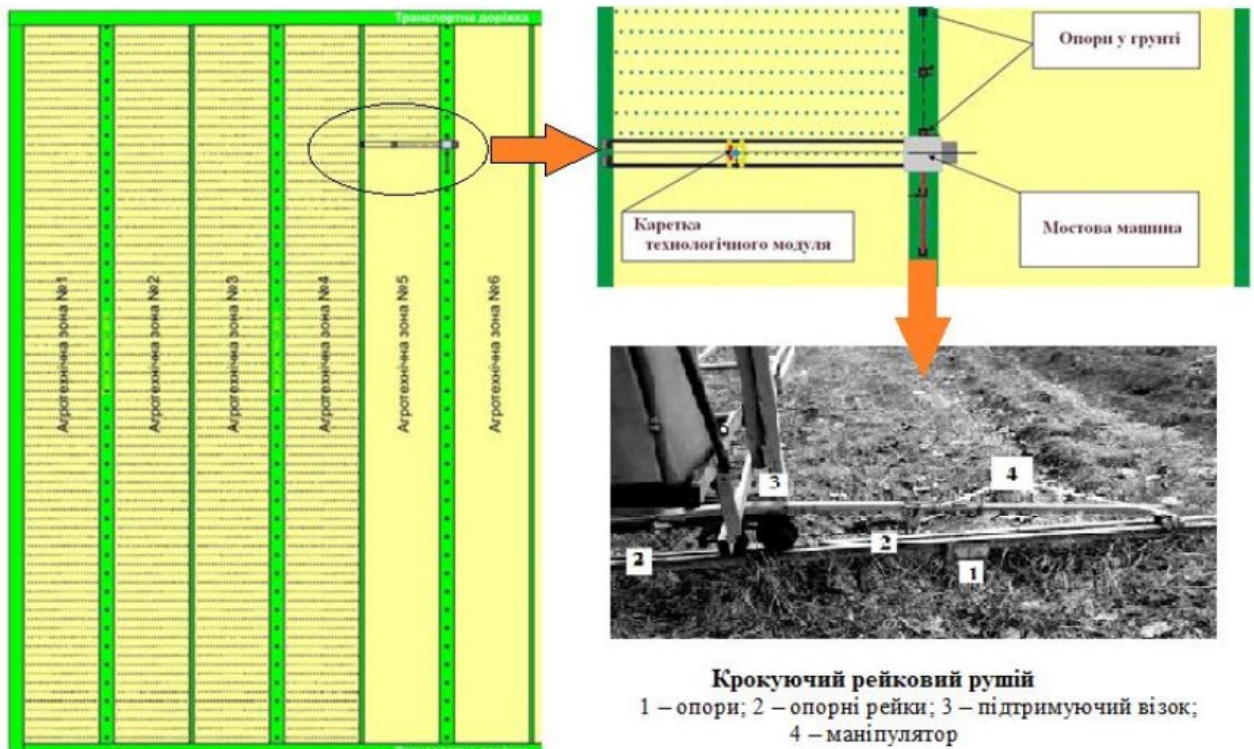 Транспортна доріжка
Агротехнічна зона №1
Агротехнічна зона №2
Агротехнічна зона №3
Агротехнічна зона №4
Агротехнічна зона №5
Агротехнічна зона №6
Опори у грунті
Каретка
технологічного модуля
Мостова машина
3
4
2
2
1
Крокуючий рейковий рушій
1 – опори; 2 – опорні рейки; 3 – підтримуючий візок;
4 – маніпулятор